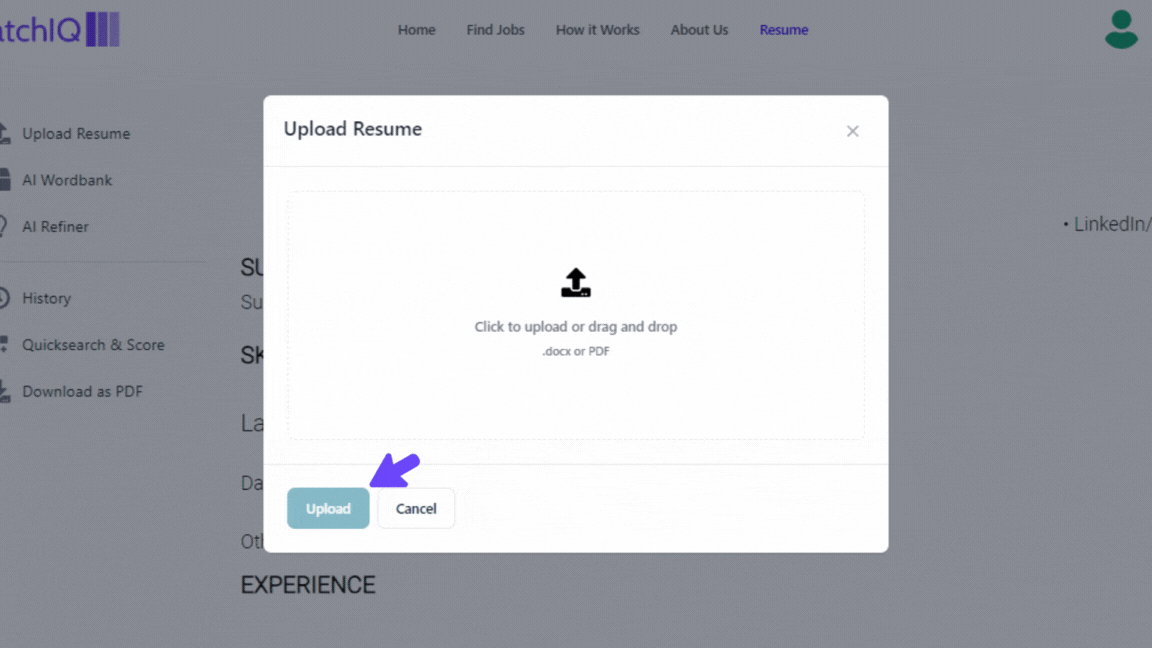 atchIQ
Home Find Jobs How it Works About Us Resume
Upload Resume
AI Wordbank
AI Refiner
History
Quicksearch & Score
Download as PDF
• LinkedIn/
SU
Su
SK
La
Da
Oth
EXPERIENCE
Upload Resume
Click to upload or drag and drop
.docx or PDF
Upload Cancel